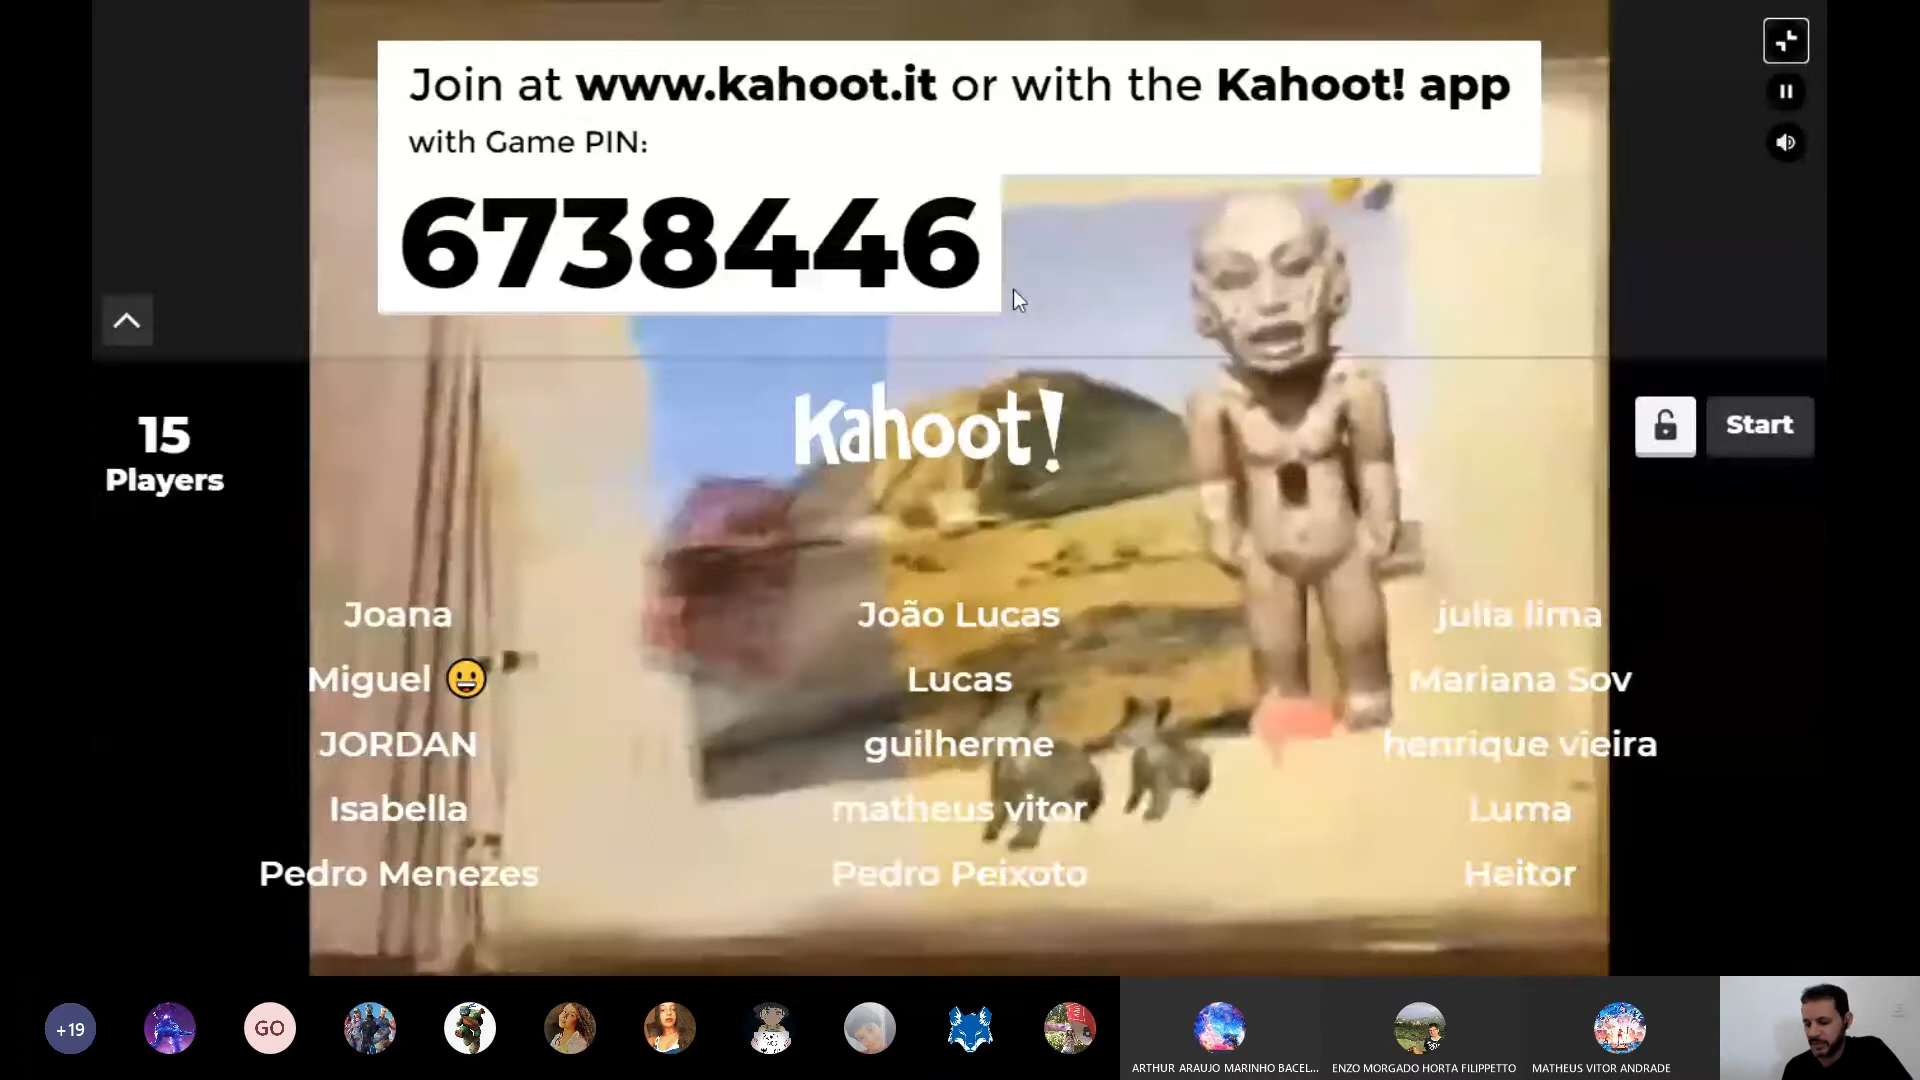 Join at www.kahoot.it or with the Kahoot! app
with Game PIN:
6738446
Kahoot!
15
Players
Start
Joana
João Lucas
julia lima
Miguel 😀
Lucas
Mariana Sov
JORDAN
guilherme
henrique vieira
Isabella
matheus vitor
Luma
Pedro Menezes
Pedro Peixoto
Heitor
+19
GO
ARTHUR ARAUJO MARINHO BACEL...
ENZO MORGADO HORTA FILIPPETTO
MATHEUS VITOR ANDRADE